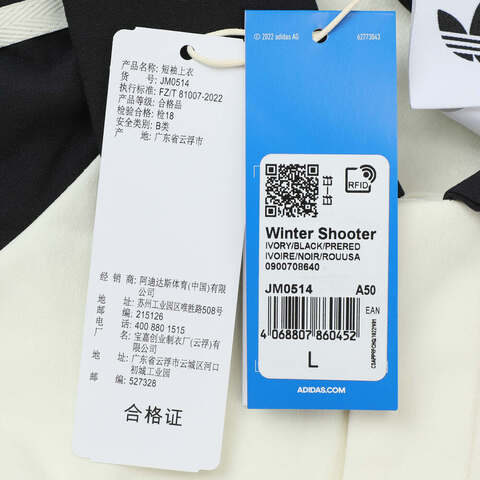 产品名称: 短袖上衣
货 号: JM0514
执行标准: FZ/T 81007-2022
产品等级: 合格品
检验合格: 检18
安全类别: B类
产 地: 广东省云浮市
经 销 商: 阿迪达斯体育(中国)有限公司
地 址: 苏州工业园区唯胜路508号
邮 编: 215126
电 话: 400 880 1515
厂 名: 宝嘉创业制衣厂(云浮)有限公司
地 址: 广东省云浮市云城区河口初城工业园
邮 编: 527328
合格证
© 2022 adidas AG
62773043
RFID
Winter Shooter
IVORY/BLACK/PRERED
IVOIRE/NOIR/ROUUSA
0900708640
JM0514 A50
EAN
4 068807 860452
L
ADIDAS.COM